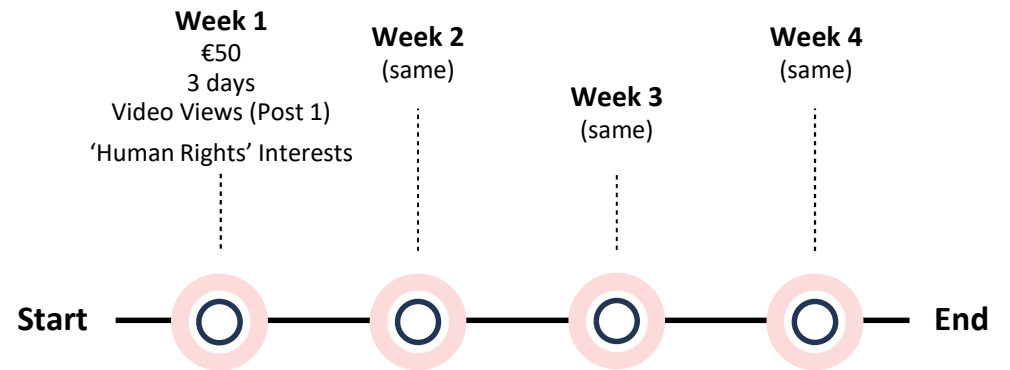 Week 1
€50
3 days
Video Views (Post 1)
‘Human Rights’ Interests
Week 2
(same)
Week 3
(same)
Week 4
(same)
Start
End